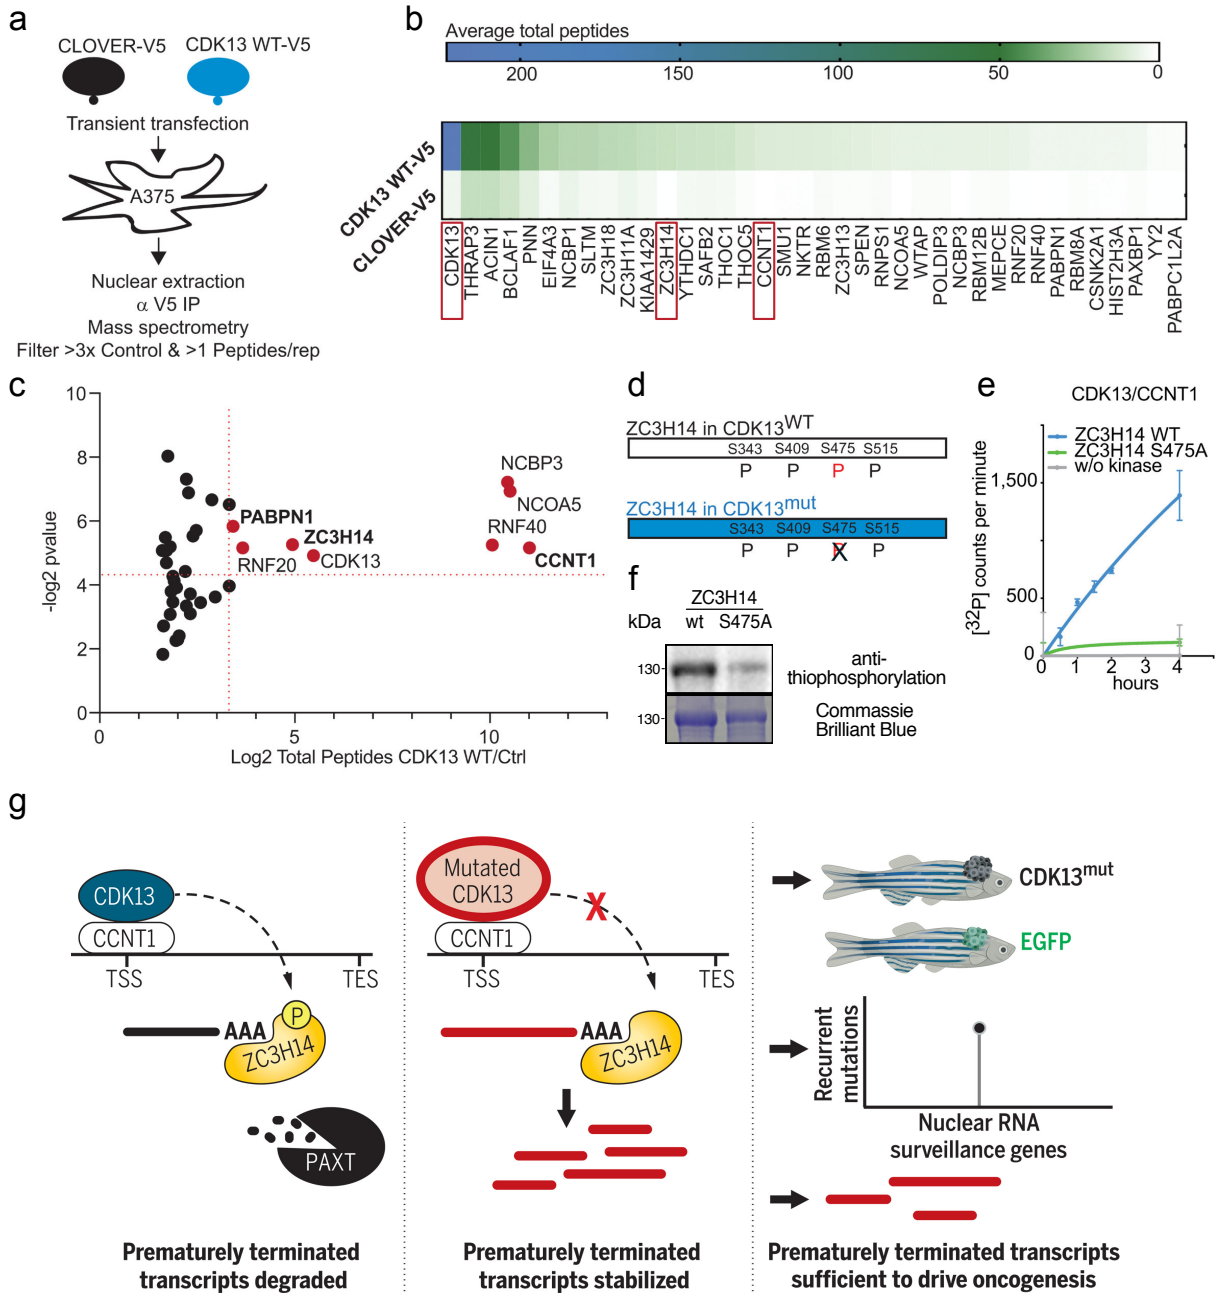 a
CLOVER-V5
CDK13 WT-V5
Transient transfection
A375
Nuclear extraction
α V5 IP
Mass spectrometry
Filter >3x Control & >1 Peptides/rep
b
Average total peptides
200
150
100
50
0
CDK13 WT-V5
CLOVER-V5
CDK13
THRAP3
ACIN1
BCLAF1
PNN
EIF4A3
NCBP1
SLTM
ZC3H18
ZC3H11A
KIAA1429
ZC3H14
YTHDC1
SAFB2
THOC1
THOC5
CCNT1
SMU1
NKTR
RBM6
ZC3H13
SPEN
RNPS1
NCOA5
WTAP
POLDIP3
NCBP3
RBM12B
MEPCE
RNF20
RNF40
PABPN1
RBM8A
CSNK2A1
HIST2H3A
PAXBP1
YY2
PABPC1L2A
c
-log2 pvalue
10
8
6
4
2
0
0
5
10
Log2 Total Peptides CDK13 WT/Ctrl
NCBP3
NCOA5
PABPN1
ZC3H14
RNF40
RNF20
CDK13
CCNT1
d
ZC3H14 in CDK13WT
S343 S409 S475 S515
P P P P
ZC3H14 in CDK13mut
S343 S409 S475 S515
P P P P
X
e
CDK13/CCNT1
ZC3H14 WT
ZC3H14 S475A
w/o kinase
[32P] counts per minute
1,500
500
0
0 1 2 4
hours
f
ZC3H14
kDa wt S475A
130-
anti-
thiophosphorylation
130-
Commassie
Brilliant Blue
g
CDK13
CCNT1
TSS
TES
AAA
P
ZC3H14
PAXT
Prematurely terminated
transcripts degraded
Mutated
CDK13
X
CCNT1
TSS
TES
AAA
ZC3H14
Prematurely terminated
transcripts stabilized
CDK13mut
EGFP
Recurrent
mutations
Nuclear RNA
surveillance genes
Prematurely terminated transcripts
sufficient to drive oncogenesis